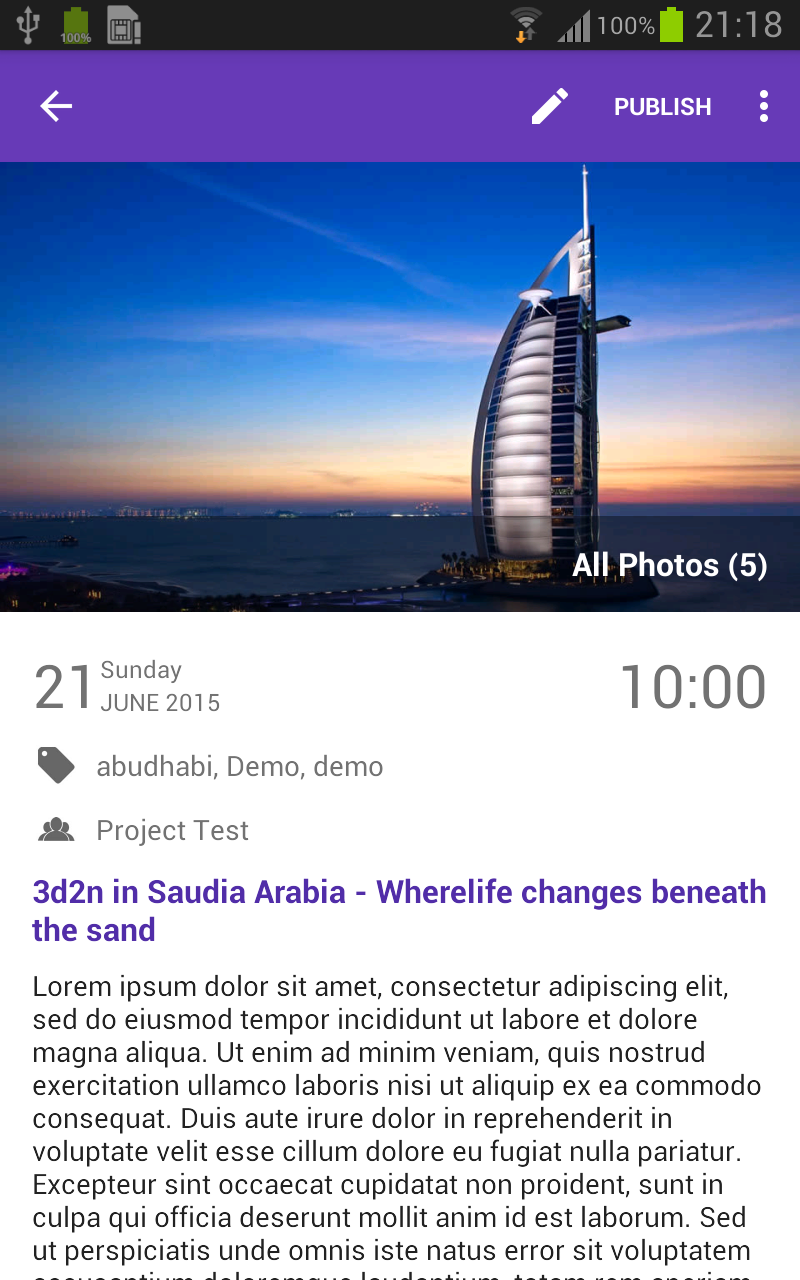 100%
100%
21:18
PUBLISH
All Photos (5)
21
Sunday
JUNE 2015
10:00
abudhabi, Demo, demo
Project Test
3d2n in Saudia Arabia - Wherelife changes beneath
the sand
Lorem ipsum dolor sit amet, consectetur adipiscing elit,
sed do eiusmod tempor incididunt ut labore et dolore
magna aliqua. Ut enim ad minim veniam, quis nostrud
exercitation ullamco laboris nisi ut aliquip ex ea commodo
consequat. Duis aute irure dolor in reprehenderit in
voluptate velit esse cillum dolore eu fugiat nulla pariatur.
Excepteur sint occaecat cupidatat non proident, sunt in
culpa qui officia deserunt mollit anim id est laborum. Sed
ut perspiciatis unde omnis iste natus error sit voluptatem